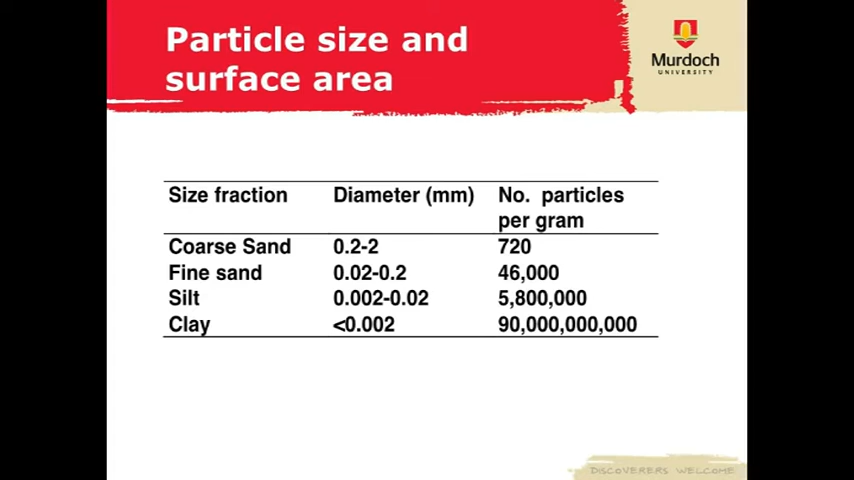 Particle size and
surface area
Murdoch
UNIVERSITY
Size fraction Diameter (mm) No. particles
per gram
Coarse Sand 0.2-2 720
Fine sand 0.02-0.2 46,000
Silt 0.002-0.02 5,800,000
Clay <0.002 90,000,000,000
DISCOVERERS WELCOME